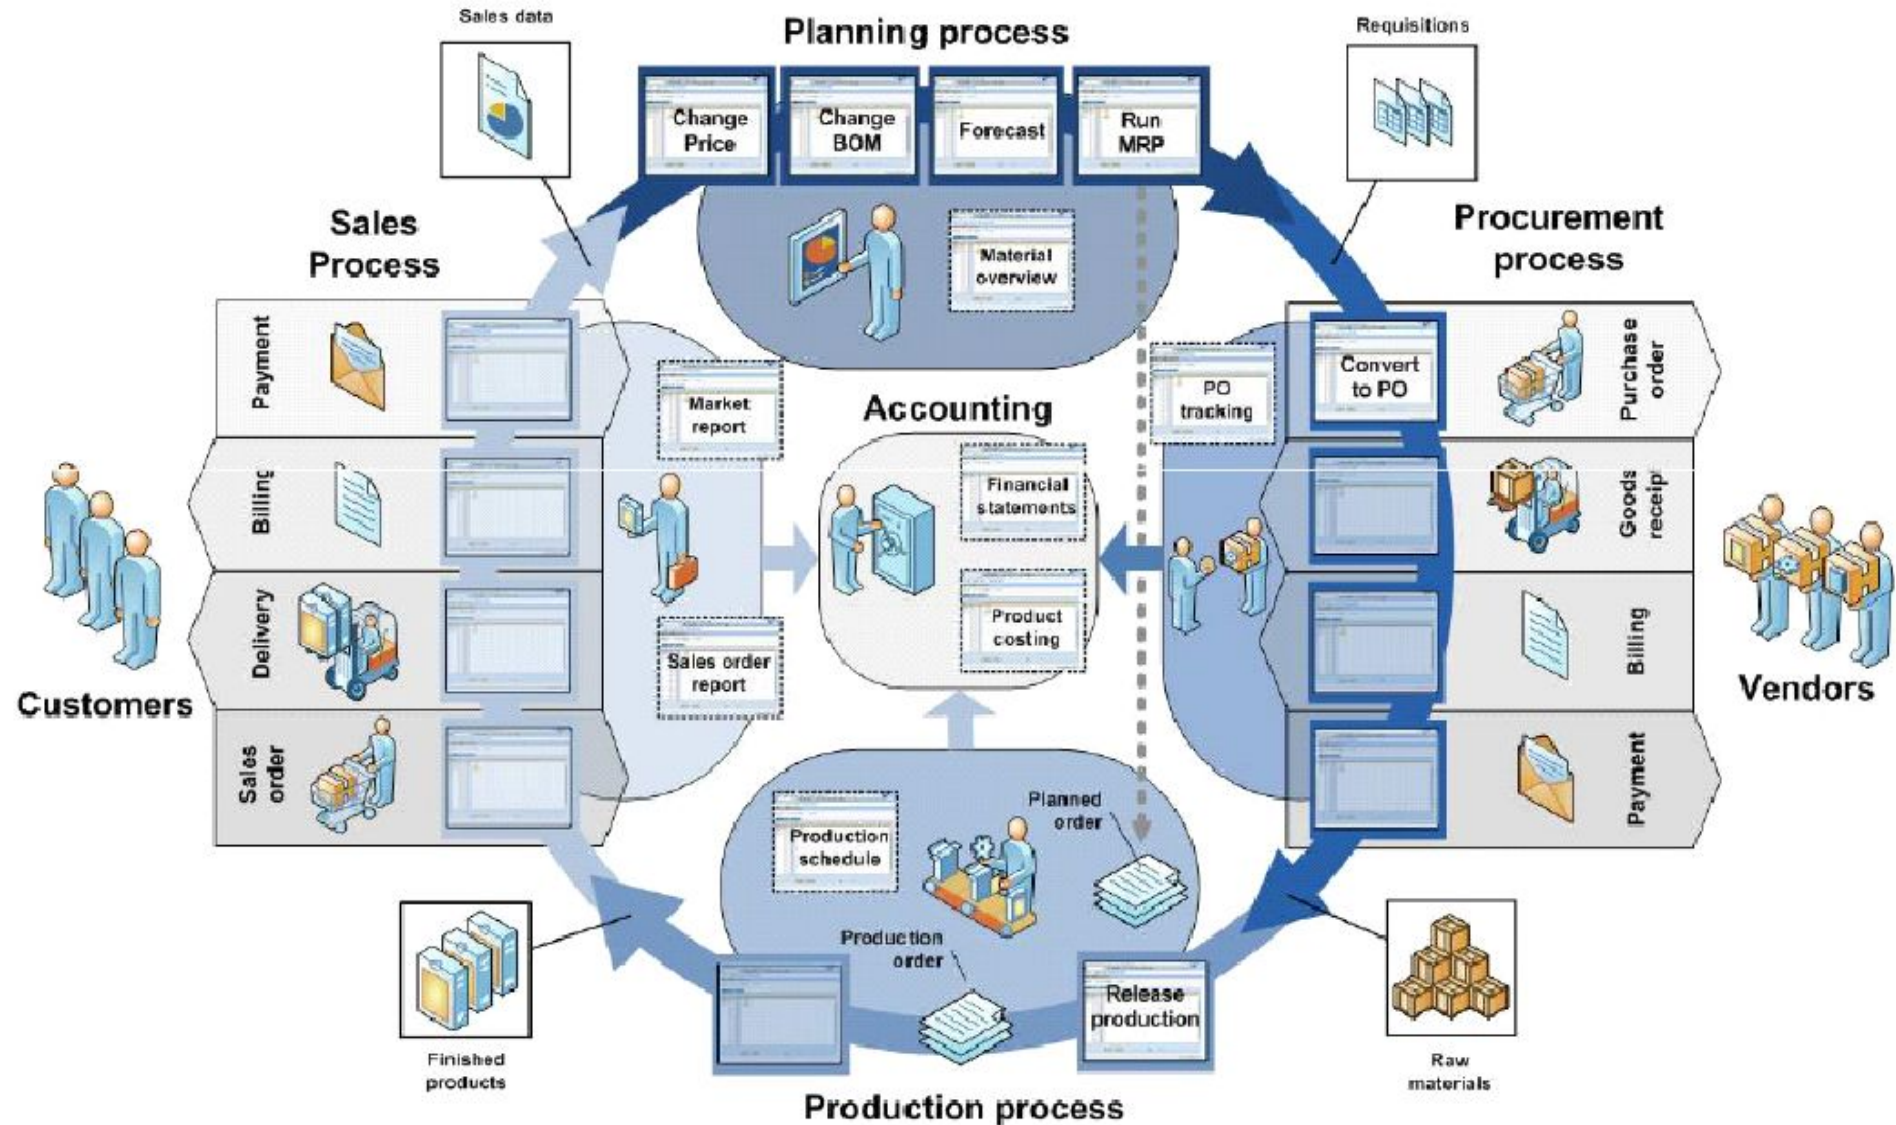 Sales data
Planning process
Requisitions
Change
Price
Change
BOM
Forecast
Run
MRP
Sales
Process
Material
overview
Procurement
process
Payment
Market
report
Accounting
PO
tracking
Convert
to PO
Purchase
order
Billing
Financial
statements
Goods
receipt
Delivery
Sales order
report
Product
costing
Billing
Customers
Vendors
Sales
order
Production
schedule
Planned
order
Payment
Production
order
Release
production
Finished
products
Raw
materials
Production process